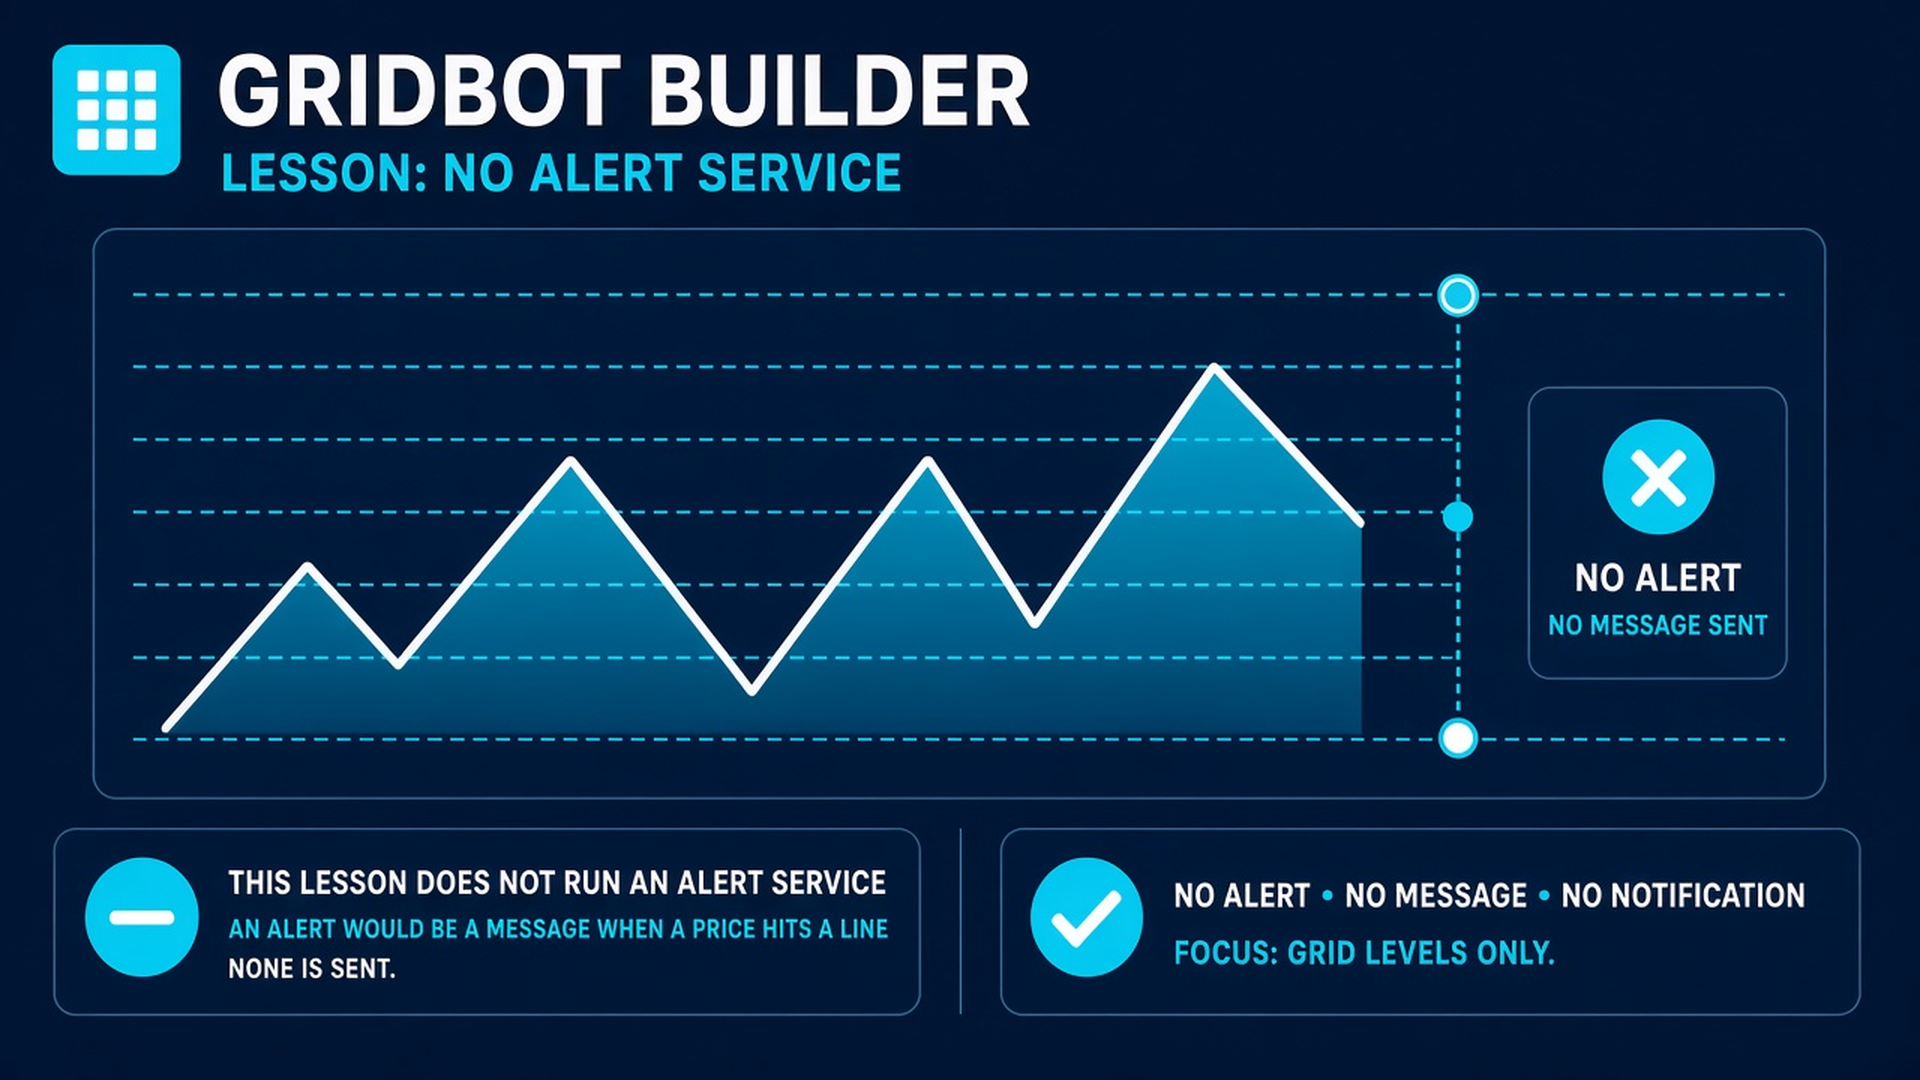 GRIDBOT BUILDER
LESSON: NO ALERT SERVICE
NO ALERT
NO MESSAGE SENT
THIS LESSON DOES NOT RUN AN ALERT SERVICE
AN ALERT WOULD BE A MESSAGE WHEN A PRICE HITS A LINE
NONE IS SENT.
NO ALERT • NO MESSAGE • NO NOTIFICATION
FOCUS: GRID LEVELS ONLY.